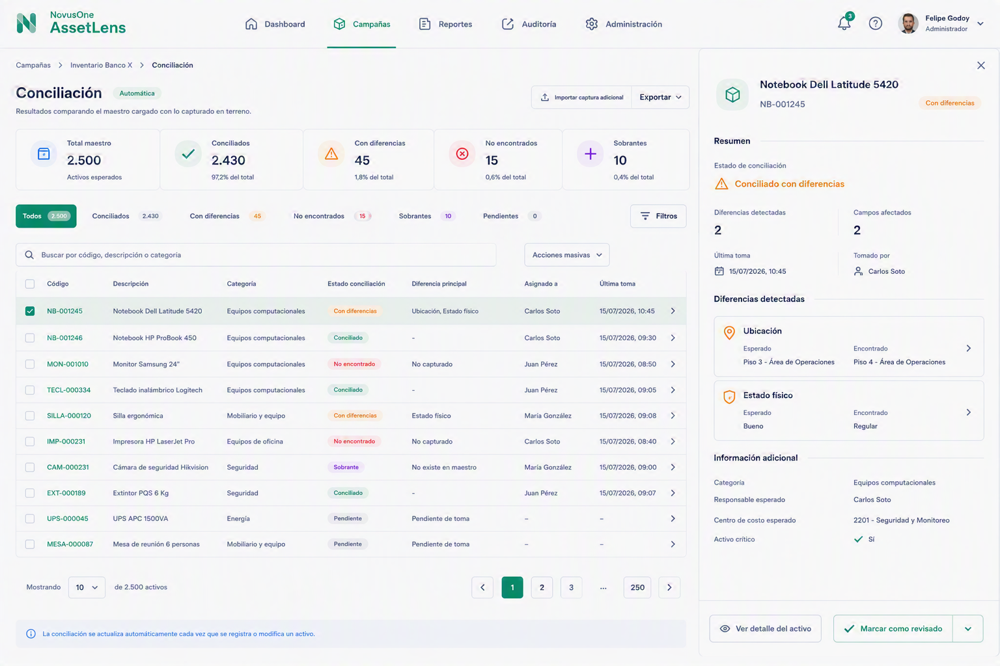 NovusOne
AssetLens
Dashboard
Campañas
Reportes
Auditoría
Administración
3
Felipe Godoy
Administrador
Campañas > Inventario Banco X > Conciliación
Conciliación
Automática
Resultados comparando el maestro cargado con lo capturado en terreno.
Importar captura adicional
Exportar
Total maestro
2.500
Activos esperados
Conciliados
2.430
97,2% del total
Con diferencias
45
1,8% del total
No encontrados
15
0,6% del total
Sobrantes
10
0,4% del total
Todos 2.500
Conciliados 2.430
Con diferencias 45
No encontrados 15
Sobrantes 10
Pendientes 0
Filtros
Buscar por código, descripción o categoría
Acciones masivas
Código Descripción Categoría Estado conciliación Diferencia principal Asignado a Última toma
NB-001245 Notebook Dell Latitude 5420 Equipos computacionales Con diferencias Ubicación, Estado físico Carlos Soto 15/07/2026, 10:45
NB-001246 Notebook HP ProBook 450 Equipos computacionales Conciliado - Carlos Soto 15/07/2026, 09:30
MON-001010 Monitor Samsung 24" Equipos computacionales No encontrado No capturado Juan Pérez 15/07/2026, 08:50
TECL-000334 Teclado inalámbrico Logitech Equipos computacionales Conciliado - Juan Pérez 15/07/2026, 09:05
SILLA-000120 Silla ergonómica Mobiliario y equipo Con diferencias Estado físico María González 15/07/2026, 09:08
IMP-000231 Impresora HP LaserJet Pro Equipos de oficina No encontrado No capturado Carlos Soto 15/07/2026, 08:40
CAM-000231 Cámara de seguridad Hikvision Seguridad Sobrante No existe en maestro María González 15/07/2026, 09:00
EXT-000189 Extintor PQS 6 Kg Seguridad Conciliado - Juan Pérez 15/07/2026, 09:07
UPS-000045 UPS APC 1500VA Energía Pendiente Pendiente de toma – –
MESA-000087 Mesa de reunión 6 personas Mobiliario y equipo Pendiente Pendiente de toma – –
Mostrando 10 de 2.500 activos
1 2 3 ... 250
La conciliación se actualiza automáticamente cada vez que se registra o modifica un activo.
Notebook Dell Latitude 5420
NB-001245
Con diferencias
Resumen
Estado de conciliación
Conciliado con diferencias
Diferencias detectadas Campos afectados
2 2
Última toma Tomado por
15/07/2026, 10:45 Carlos Soto
Diferencias detectadas
Ubicación
Esperado Encontrado
Piso 3 - Área de Operaciones Piso 4 - Área de Operaciones
Estado físico
Esperado Encontrado
Bueno Regular
Información adicional
Categoría Equipos computacionales
Responsable esperado Carlos Soto
Centro de costo esperado 2201 - Seguridad y Monitoreo
Activo crítico Sí
Ver detalle del activo
Marcar como revisado